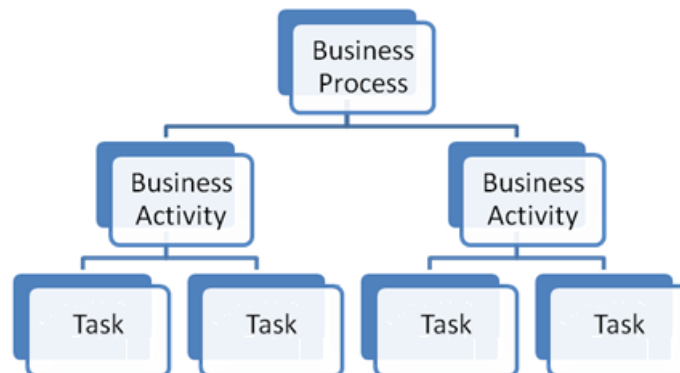 Business
Process
Business
Activity
Business
Activity
Task
Task
Task
Task